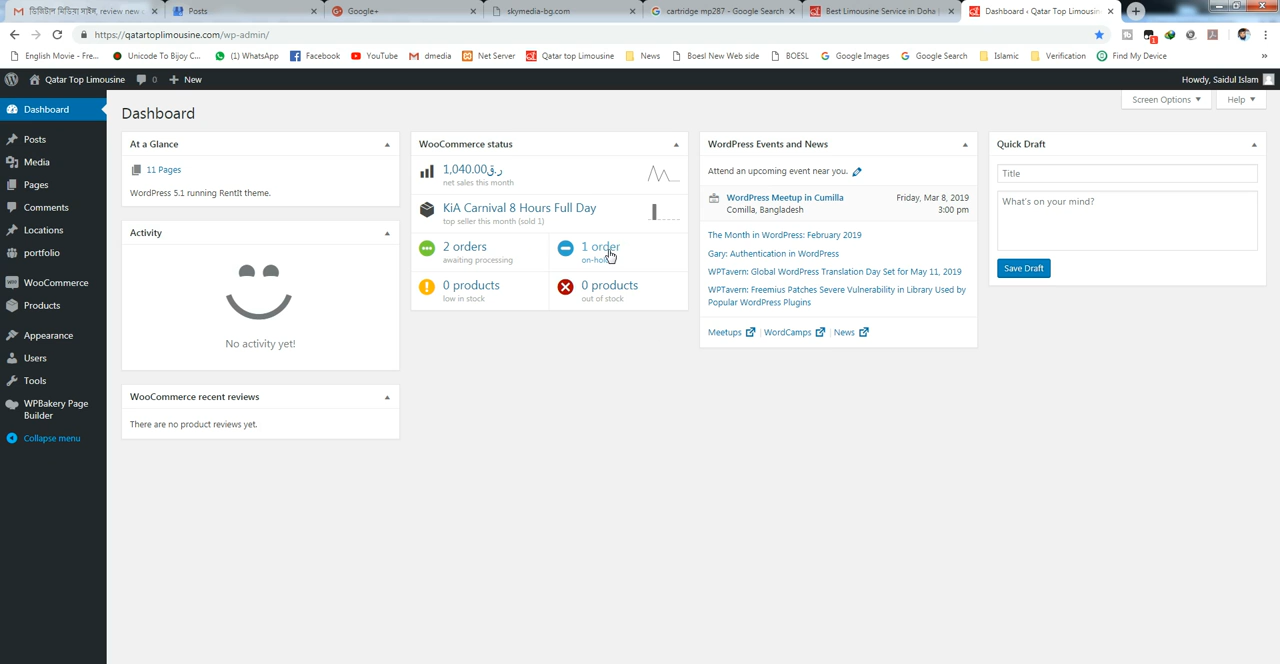 ডিজিটাল মিডিয়া সাইন, review new
Posts
Google+
skymedia-bg.com
cartridge mp287 - Google Search
Best Limousine Service in Doha |
Dashboard ‹ Qatar Top Limousin
https://qatartoplimousine.com/wp-admin/
English Movie - Fre...
Unicode To Bijoy C...
(1) WhatsApp
Facebook
YouTube
dmedia
Net Server
Qatar top Limousine
News
Boesl New Web side
BOESL
Google Images
Google Search
Islamic
Verification
Find My Device
»
Qatar Top Limousine
0
New
Howdy, Saidul Islam
Dashboard
Posts
Media
Pages
Comments
Locations
portfolio
WooCommerce
Products
Appearance
Users
Tools
WPBakery Page
Builder
Collapse menu
Screen Options
Help
Dashboard
At a Glance
11 Pages
WordPress 5.1 running RentIt theme.
Activity
No activity yet!
WooCommerce recent reviews
There are no product reviews yet.
WooCommerce status
1,040.00ر.ق
net sales this month
KiA Carnival 8 Hours Full Day
top seller this month (sold 1)
2 orders
awaiting processing
1 order
on-hold
0 products
low in stock
0 products
out of stock
WordPress Events and News
Attend an upcoming event near you.
WordPress Meetup in Cumilla
Comilla, Bangladesh
Friday, Mar 8, 2019
3:00 pm
The Month in WordPress: February 2019
Gary: Authentication in WordPress
WPTavern: Global WordPress Translation Day Set for May 11, 2019
WPTavern: Freemius Patches Severe Vulnerability in Library Used by
Popular WordPress Plugins
Meetups | WordCamps | News
Quick Draft
Title
What's on your mind?
Save Draft